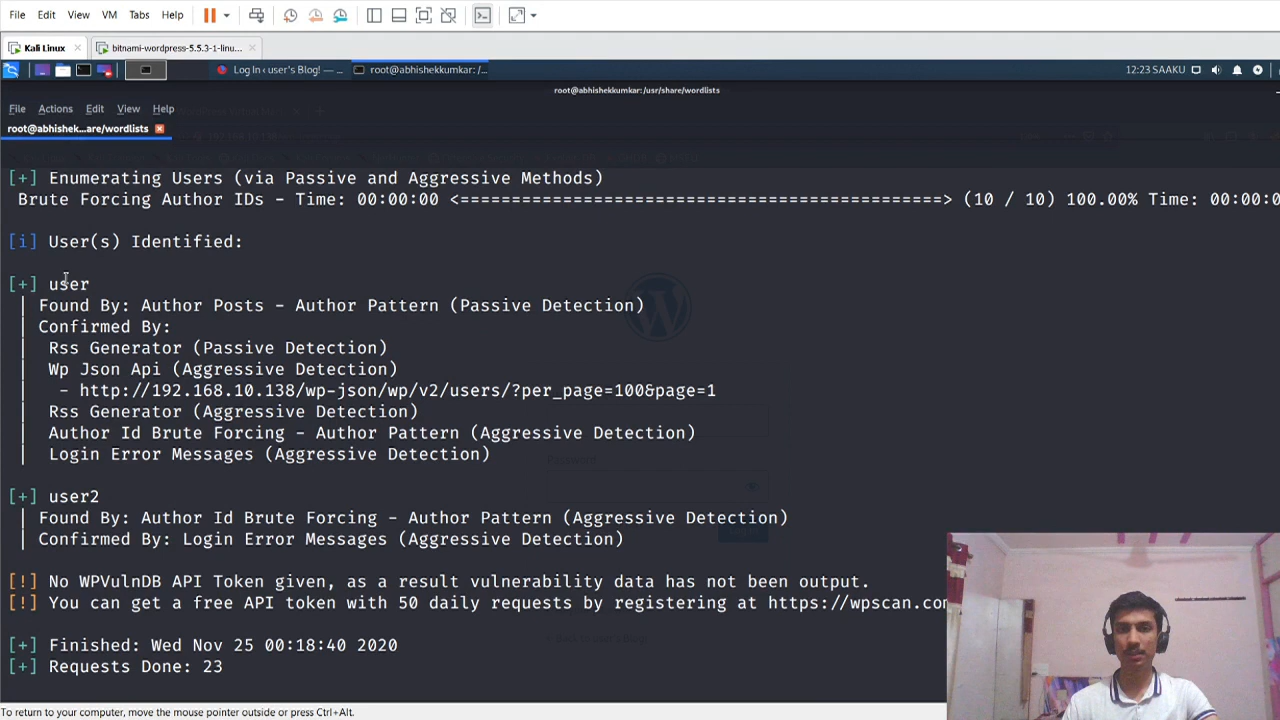 File Edit View VM Tabs Help
Kali Linux bitnami-wordpress-5.5.3-1-linu...
Log In ‹ user's Blog! — ... root@abhishekkumar: /... 12:23 SAAKU
root@abhishekkumar: /usr/share/wordlists
File Actions Edit View Help
root@abhishek...are/wordlists
[+] Enumerating Users (via Passive and Aggressive Methods)
Brute Forcing Author IDs - Time: 00:00:00 <================================================> (10 / 10) 100.00% Time: 00:00:0
[i] User(s) Identified:
[+] user
| Found By: Author Posts - Author Pattern (Passive Detection)
| Confirmed By:
| Rss Generator (Passive Detection)
| Wp Json Api (Aggressive Detection)
| - http://192.168.10.138/wp-json/wp/v2/users/?per_page=100&page=1
| Rss Generator (Aggressive Detection)
| Author Id Brute Forcing - Author Pattern (Aggressive Detection)
| Login Error Messages (Aggressive Detection)
Password
[+] user2
| Found By: Author Id Brute Forcing - Author Pattern (Aggressive Detection)
| Confirmed By: Login Error Messages (Aggressive Detection)
[!] No WPVulnDB API Token given, as a result vulnerability data has not been output.
[!] You can get a free API token with 50 daily requests by registering at https://wpscan.com
[+] Finished: Wed Nov 25 00:18:40 2020
[+] Requests Done: 23
To return to your computer, move the mouse pointer outside or press Ctrl+Alt.